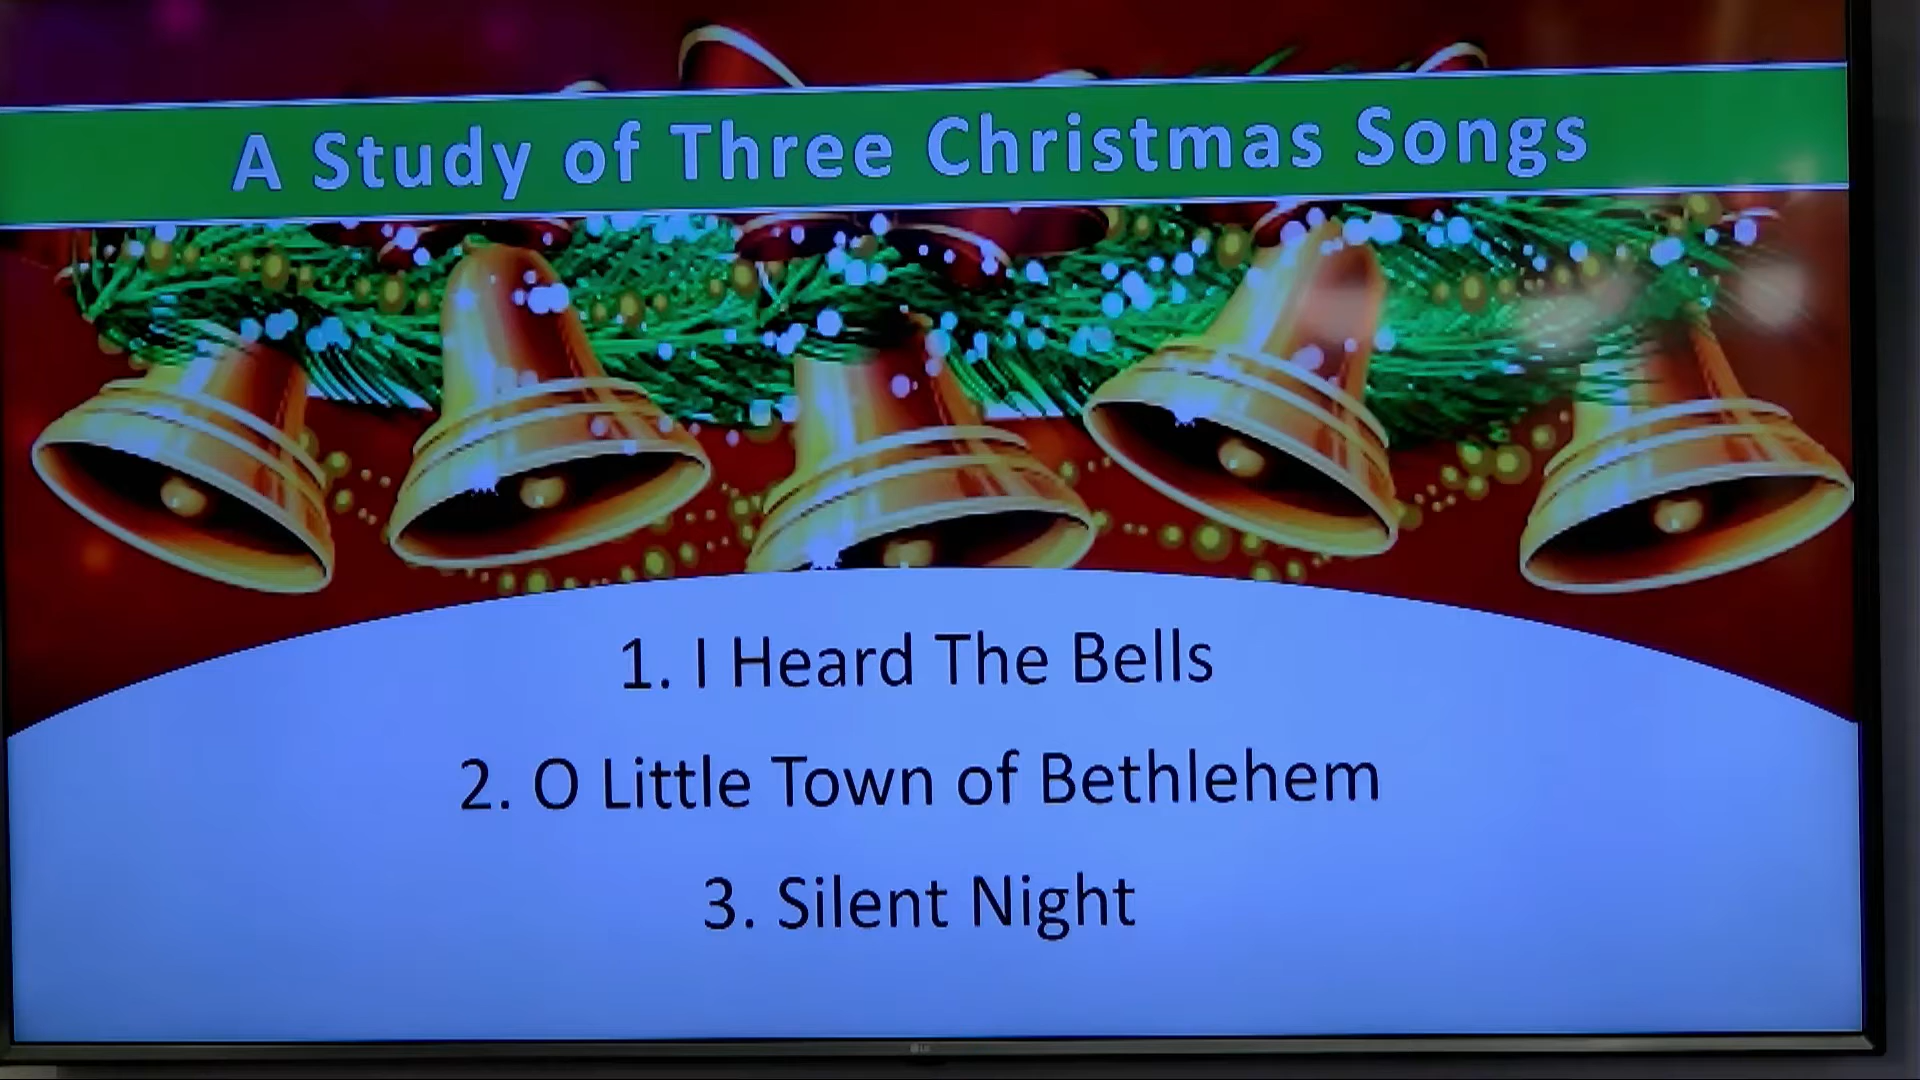 A Study of Three Christmas Songs
1. I Heard The Bells
2. O Little Town of Bethlehem
3. Silent Night